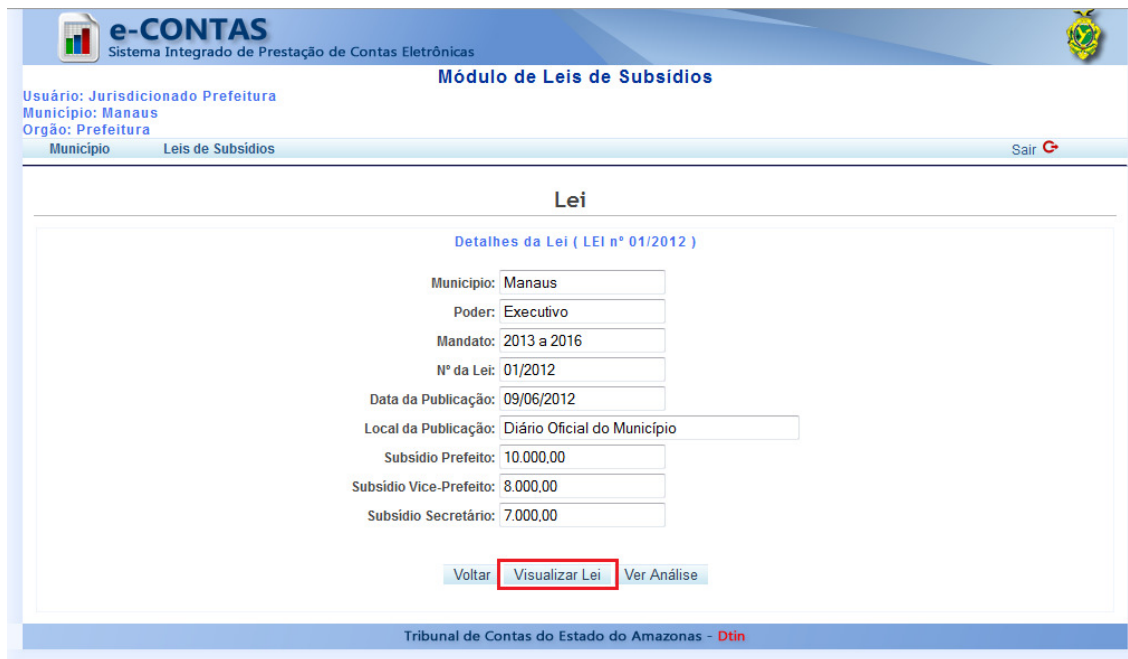 e-CONTAS
Sistema Integrado de Prestação de Contas Eletrônicas
Módulo de Leis de Subsídios
Usuário: Jurisdicionado Prefeitura
Município: Manaus
Orgão: Prefeitura
Município Leis de Subsídios Sair
Lei
Detalhes da Lei ( LEI nº 01/2012 )
Municipio: Manaus
Poder: Executivo
Mandato: 2013 a 2016
Nº da Lei: 01/2012
Data da Publicação: 09/06/2012
Local da Publicação: Diário Oficial do Município
Subsídio Prefeito: 10.000,00
Subsídio Vice-Prefeito: 8.000,00
Subsídio Secretário: 7.000,00
Voltar Visualizar Lei Ver Análise
Tribunal de Contas do Estado do Amazonas - Dtin